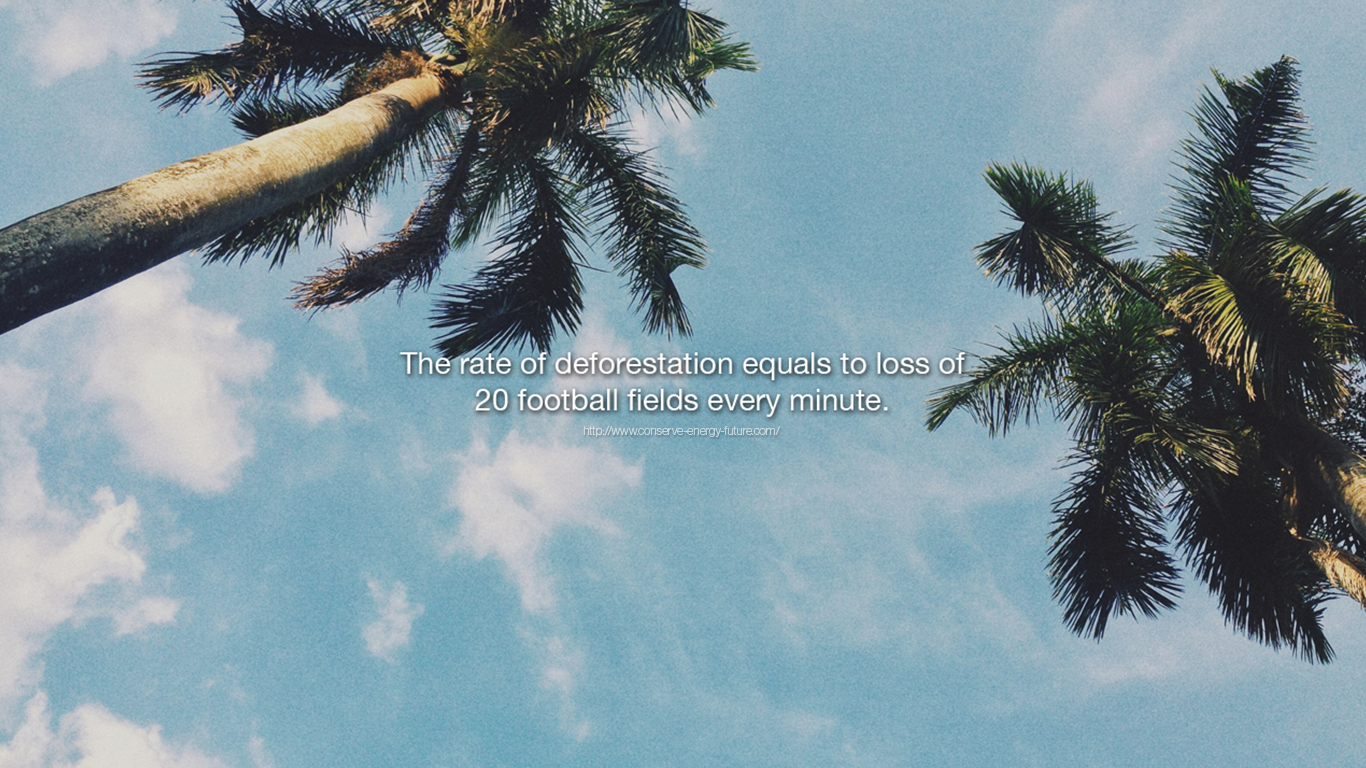 The rate of deforestation equals to loss of
20 football fields every minute.
http://www.conserve-energy-future.com/